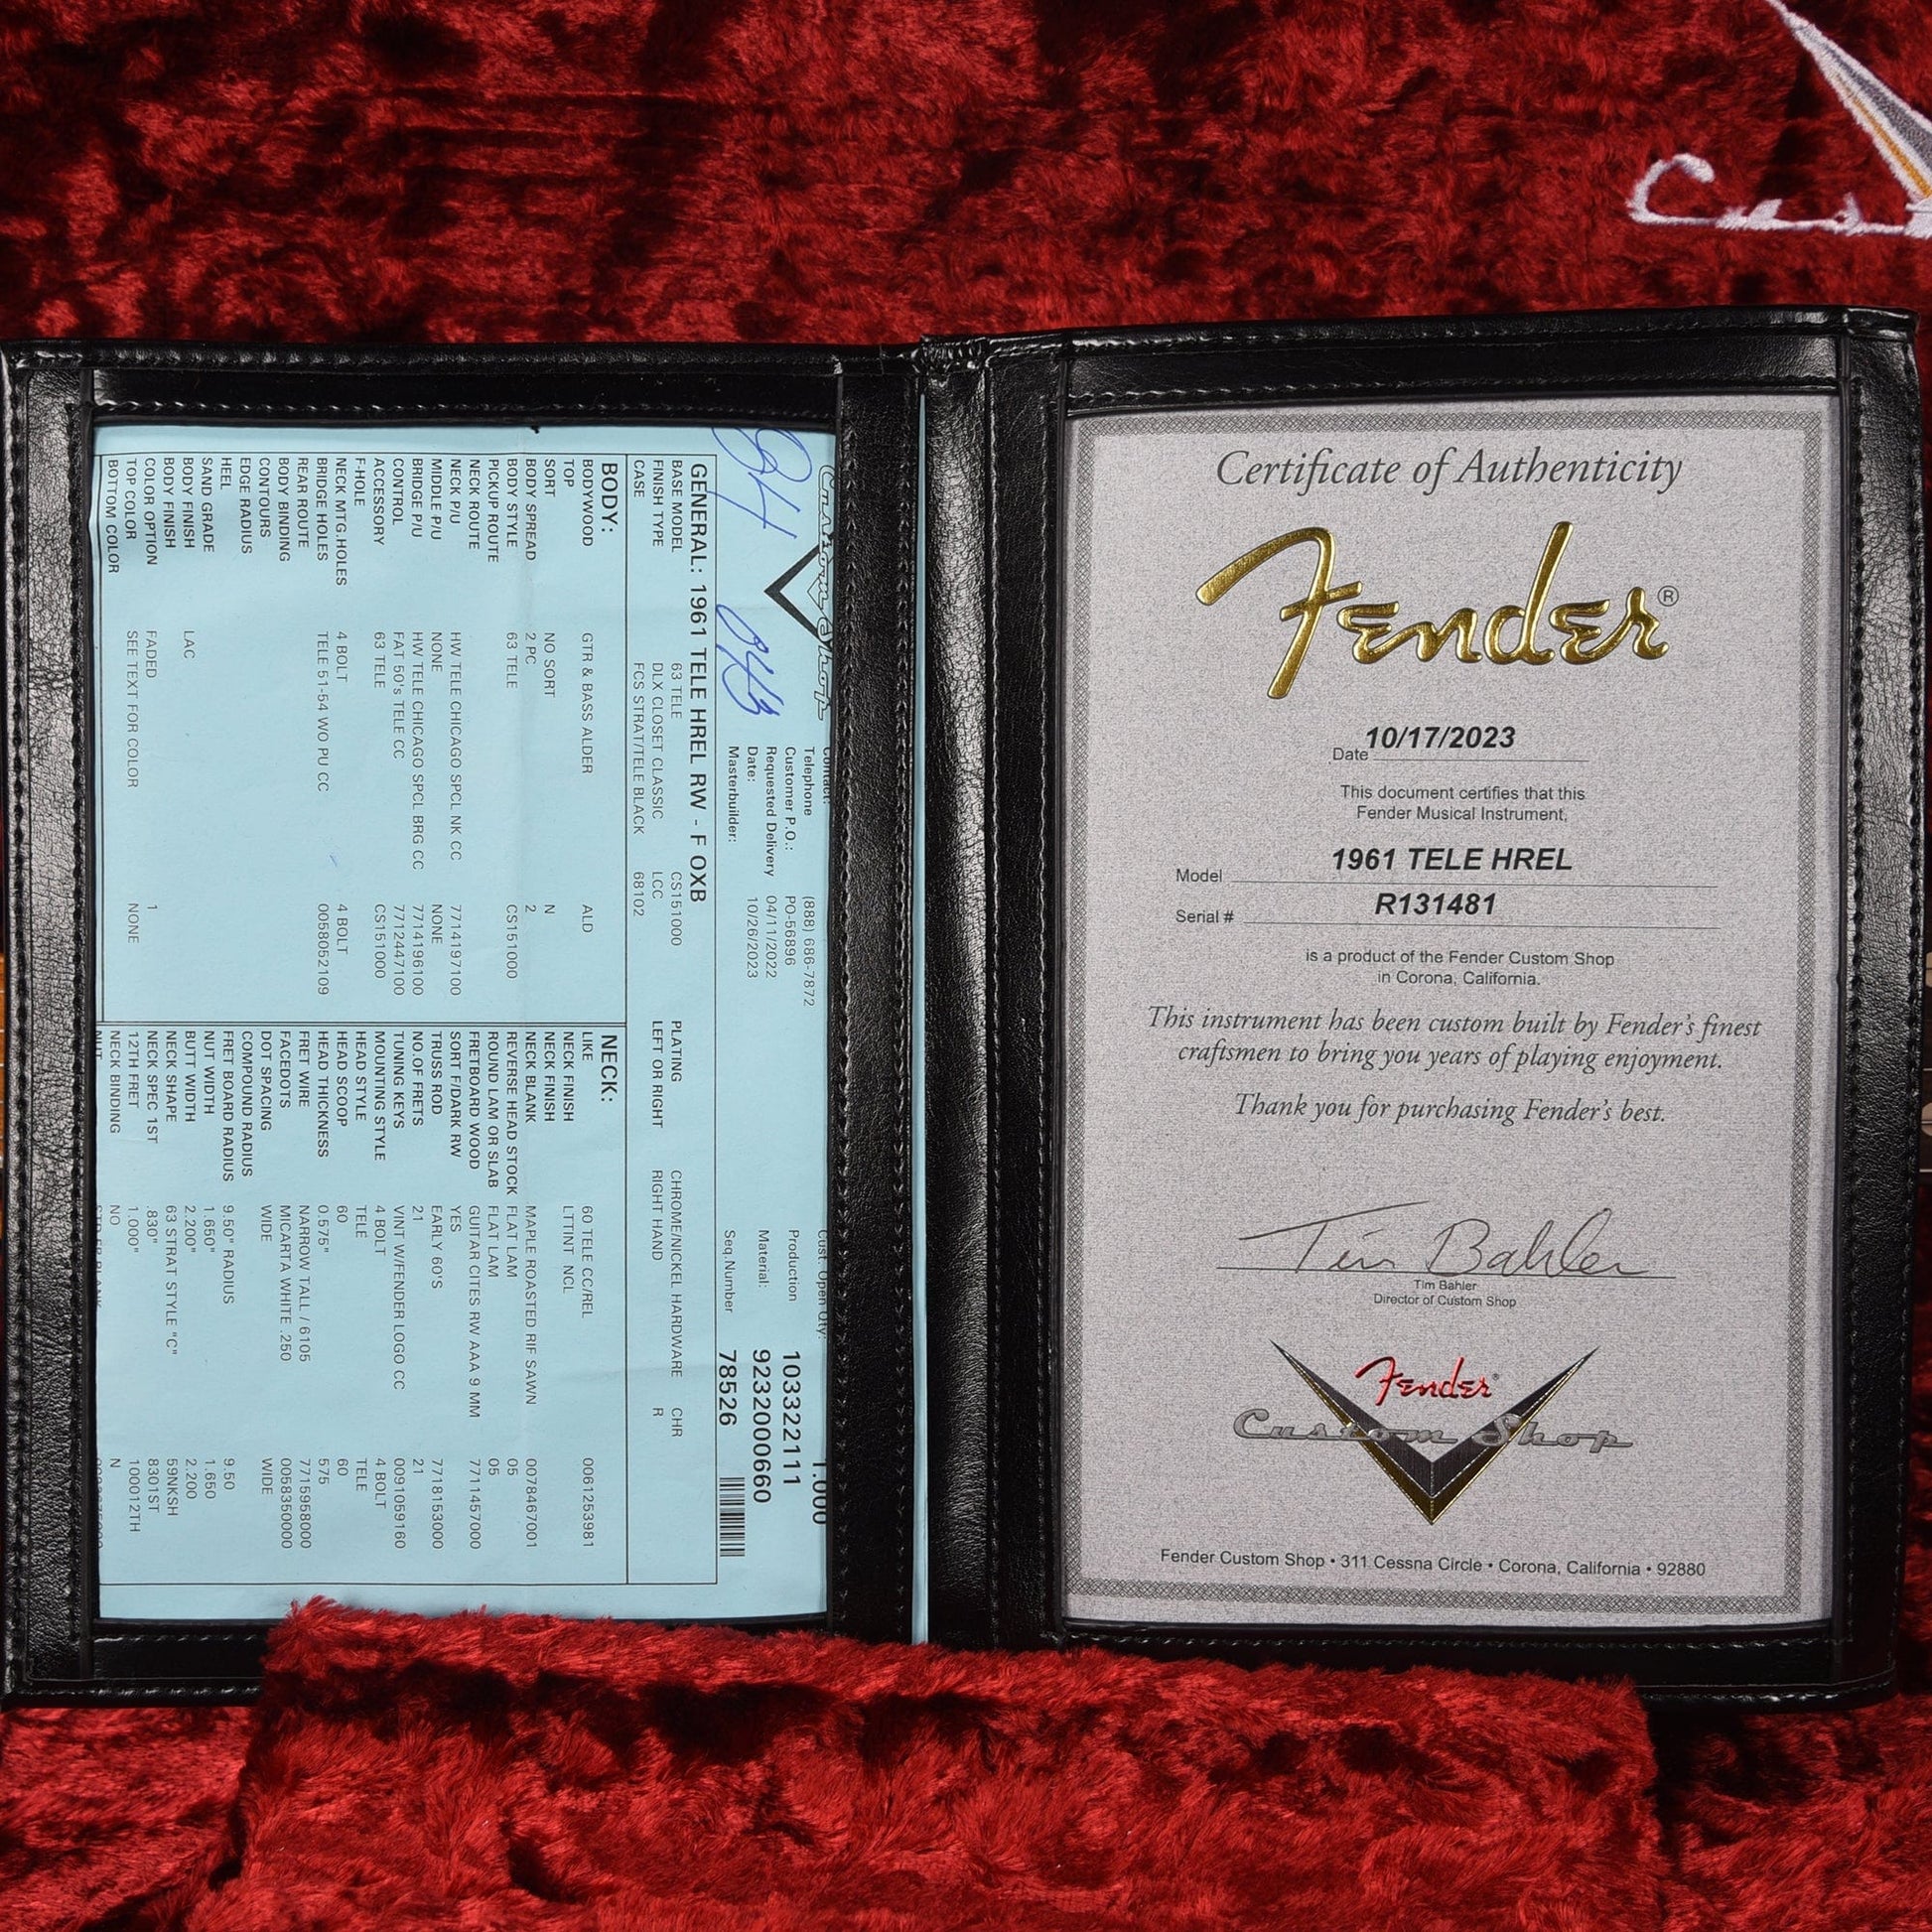 Cus
Custom Shop
Contact:
Telephone (888) 686-7872
Customer P.O.: PO-56896
Requested Delivery 04/11/2022
Date: 10/26/2023
Masterbuilder:
Cust. Open Qty: 1.000
Production 103322111
Material: 9232000660
Seq.Number 78526
GENERAL: 1961 TELE HREL RW - F OXB
BASE MODEL 63 TELE CS151000 PLATING CHROME/NICKEL HARDWARE CHR
FINISH TYPE DLX CLOSET CLASSIC LCC LEFT OR RIGHT RIGHT HAND R
CASE FCS STRAT/TELE BLACK 68102
BODY:
BODYWOOD GTR & BASS ALDER ALD
TOP
SORT NO SORT N
BODY SPREAD 2 PC 2
BODY STYLE 63 TELE CS151000
PICKUP ROUTE
NECK ROUTE
NECK P/U HW TELE CHICAGO SPCL NK CC 7714197100
MIDDLE P/U NONE NONE
BRIDGE P/U HW TELE CHICAGO SPCL BRG CC 7714196100
CONTROL FAT 50's TELE CC 7712447100
ACCESSORY 63 TELE CS151000
F-HOLE
NECK MTG.HOLES 4 BOLT 4 BOLT
BRIDGE HOLES TELE 51-54 WO PU CC 0058052109
REAR ROUTE
BODY BINDING
CONTOURS
EDGE RADIUS
HEEL
SAND GRADE
BODY FINISH LAC
BODY FINISH
COLOR OPTION FADED 1
TOP COLOR SEE TEXT FOR COLOR NONE
BOTTOM COLOR
NECK:
LIKE 60 TELE CC/REL 0061253981
NECK FINISH LTTINT NCL
NECK FINISH
NECK BLANK MAPLE ROASTED RIF SAWN 0078467001
REVERSE HEAD STOCK FLAT LAM 05
ROUND LAM OR SLAB FLAT LAM 05
FRETBOARD WOOD GUITAR CITES RW AAA 9 MM 7711457000
SORT F/DARK RW YES
TRUSS ROD EARLY 60'S 7718153000
NO.OF FRETS 21 21
TUNING KEYS VINT W/FENDER LOGO CC 0091059160
MOUNTING STYLE 4 BOLT 4 BOLT
HEAD STYLE TELE TELE
HEAD SCOOP 60 60
HEAD THICKNESS 0.575" 575
FRET WIRE NARROW TALL / 6105 7715958000
FACEDOTS MICARTA WHITE .250 0058350000
DOT SPACING WIDE WIDE
COMPOUND RADIUS
FRET BOARD RADIUS 9.50" RADIUS 9.50
NUT WIDTH 1.650" 1.650
BUTT WIDTH 2.200" 2.200
NECK SHAPE 63 STRAT STYLE "C" 59NKSH
NECK SPEC 1ST .830" 8301ST
12TH FRET 1.000" 100012TH
NECK BINDING NO N
Certificate of Authenticity
Fender®
Date 10/17/2023
This document certifies that this
Fender Musical Instrument,
Model 1961 TELE HREL
Serial # R131481
is a product of the Fender Custom Shop
in Corona, California.
This instrument has been custom built by Fender's finest
craftsmen to bring you years of playing enjoyment.
Thank you for purchasing Fender's best.
Tim Bahler
Tim Bahler
Director of Custom Shop
Fender®
Custom Shop
Fender Custom Shop • 311 Cessna Circle • Corona, California • 92880